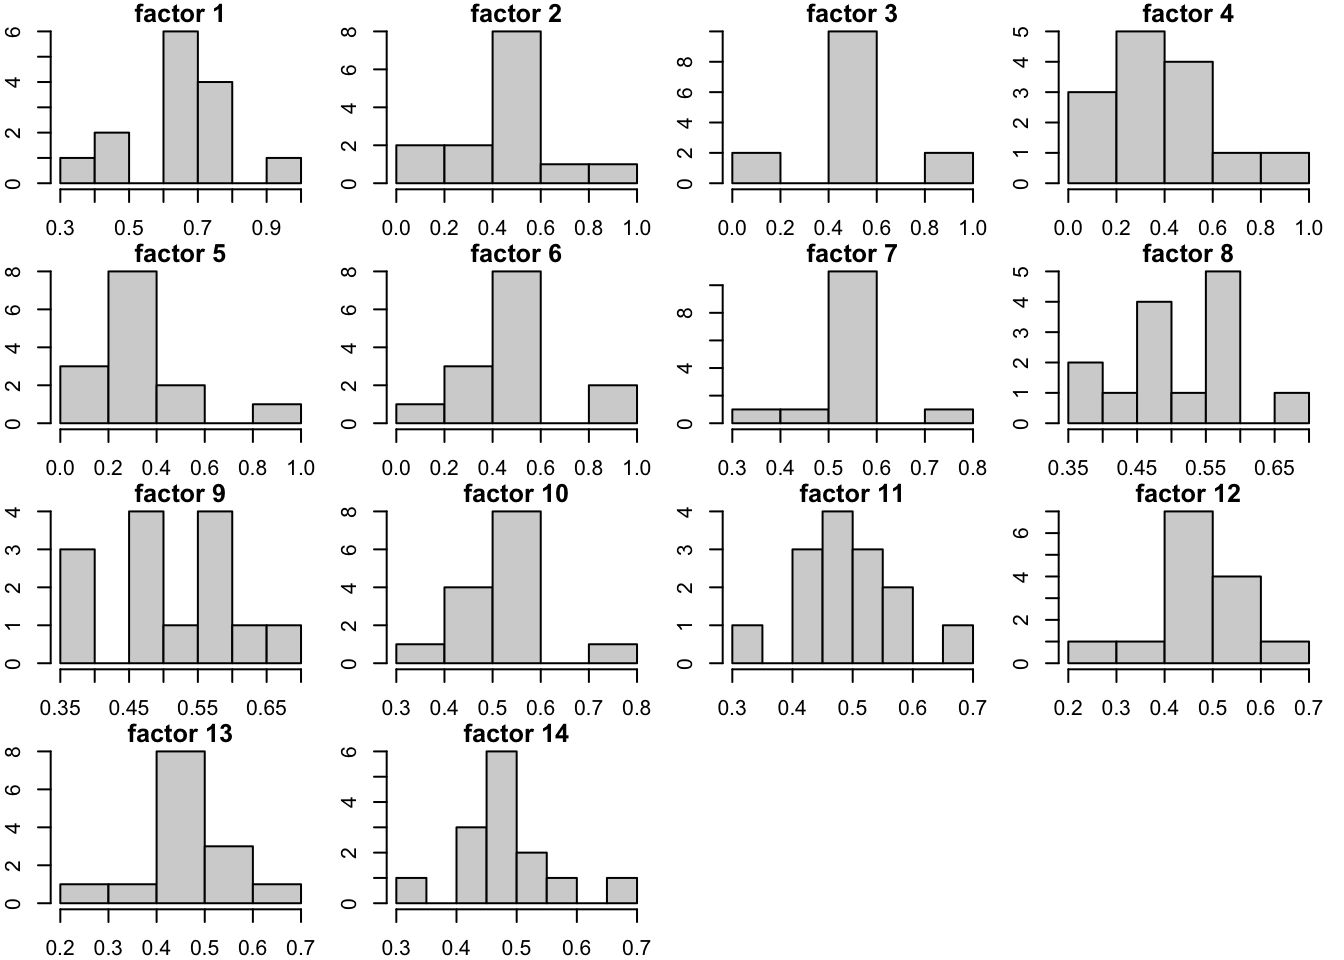 factor 1 factor 2 factor 3 factor 4
6 8 8 5
4 6 6 4
2 4 4 3
0 2 2 2
0 0 1
0
0.3 0.5 0.7 0.9 0.0 0.2 0.4 0.6 0.8 1.0 0.0 0.2 0.4 0.6 0.8 1.0 0.0 0.2 0.4 0.6 0.8 1.0
factor 5 factor 6 factor 7 factor 8
8 8 8 5
6 6 4 4
4 4 0 3
2 2 2
0 0 1
0
0.0 0.2 0.4 0.6 0.8 1.0 0.0 0.2 0.4 0.6 0.8 1.0 0.3 0.4 0.5 0.6 0.7 0.8 0.35 0.45 0.55 0.65
factor 9 factor 10 factor 11 factor 12
4 8 4 6
3 6 3 4
2 4 2 2
1 2 1 0
0 0 0
0.35 0.45 0.55 0.65 0.3 0.4 0.5 0.6 0.7 0.8 0.3 0.4 0.5 0.6 0.7 0.2 0.3 0.4 0.5 0.6 0.7
factor 13 factor 14
8 6
6 4
4 2
2 0
0
0.2 0.3 0.4 0.5 0.6 0.7 0.3 0.4 0.5 0.6 0.7